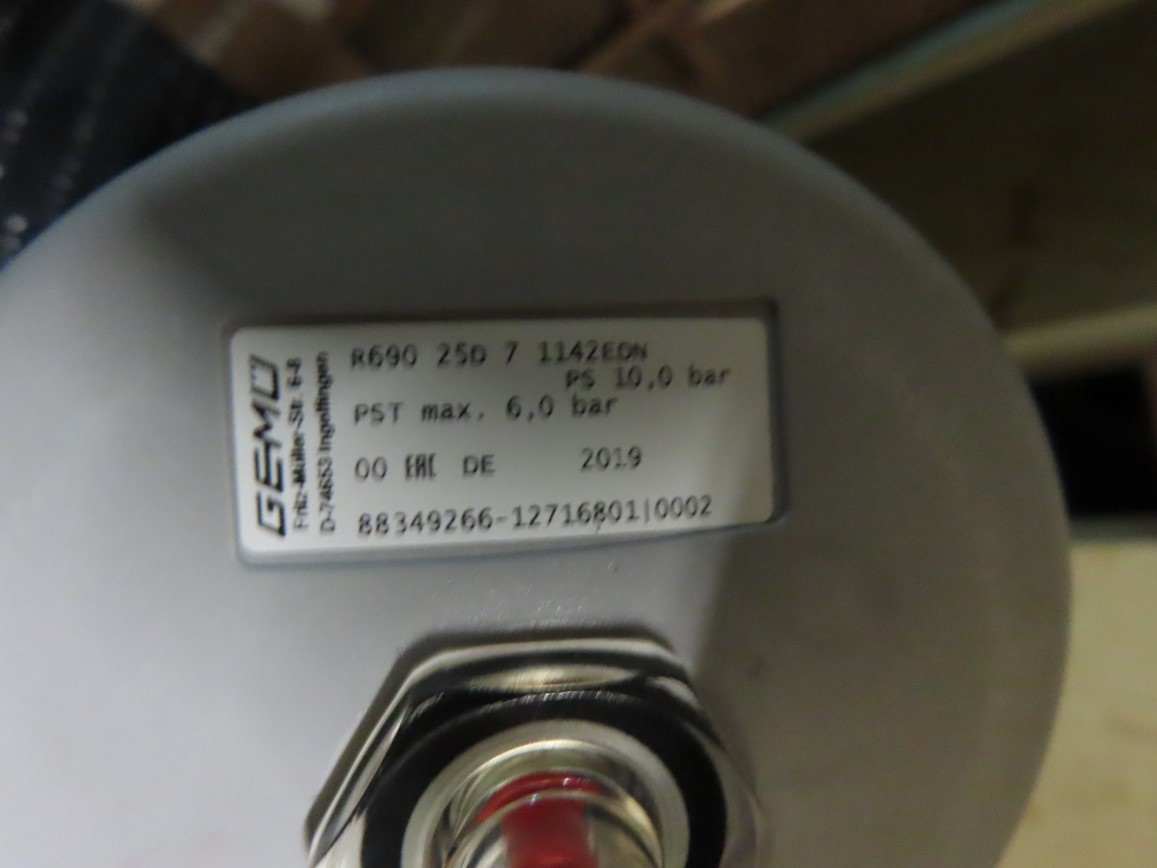 GEMÜ
Fritz-Müller-Str. 6-8
D-74653 Ingelfingen
R690 25D 7 1142EDN
PS 10,0 bar
PST max. 6,0 bar
00 EAC DE 2019
88349266-12716801|0002